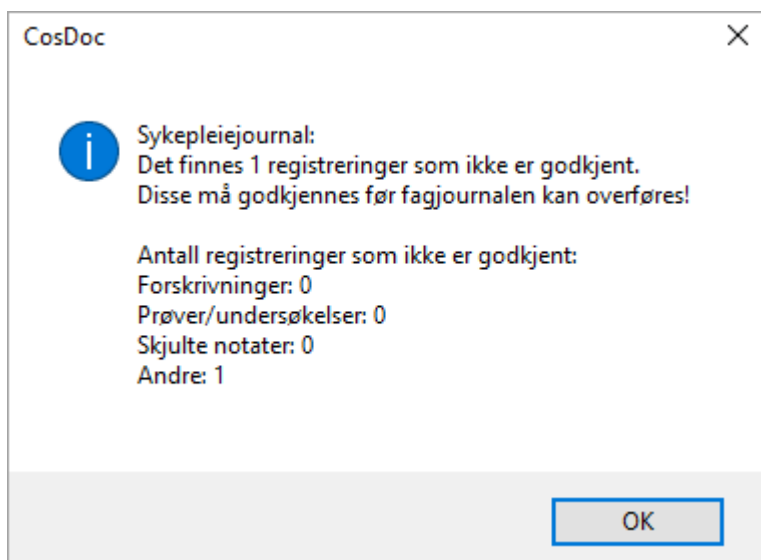 CosDoc
Sykepleiejournal:
Det finnes 1 registreringer som ikke er godkjent.
Disse må godkjennes før fagjournalen kan overføres!
Antall registreringer som ikke er godkjent:
Forskrivninger: 0
Prøver/undersøkelser: 0
Skjulte notater: 0
Andre: 1
OK